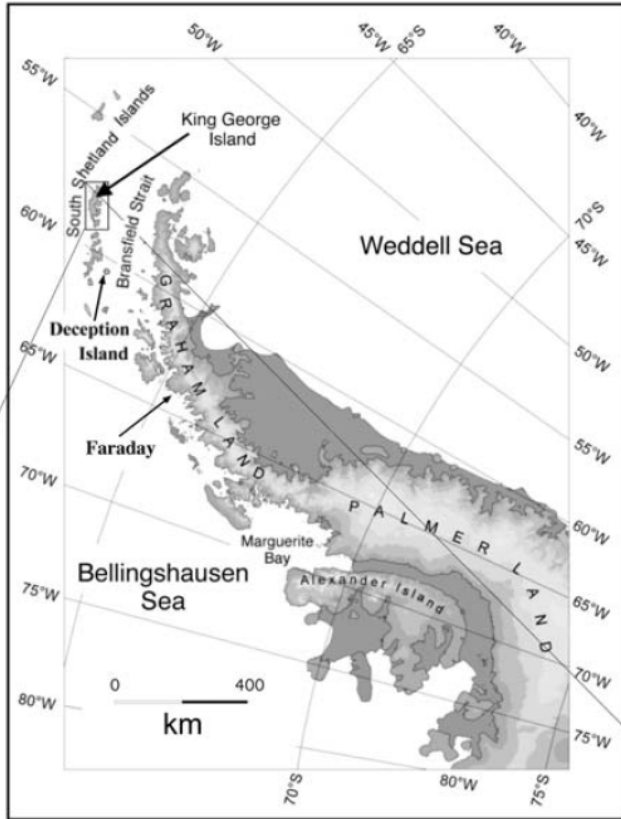 50°W
45°W
65°S
40°W
55°W
40°W
South Shetland Islands
King George
Island
70°S
45°W
60°W
Bransfield Strait
Weddell Sea
50°W
Deception
Island
GRAHAM LAND
65°W
55°W
Faraday
70°W
PALMER LAND
60°W
Marguerite
Bay
Bellingshausen
Sea
Alexander Island
65°W
75°W
70°W
0
400
km
80°W
75°W
70°S
80°W
75°S